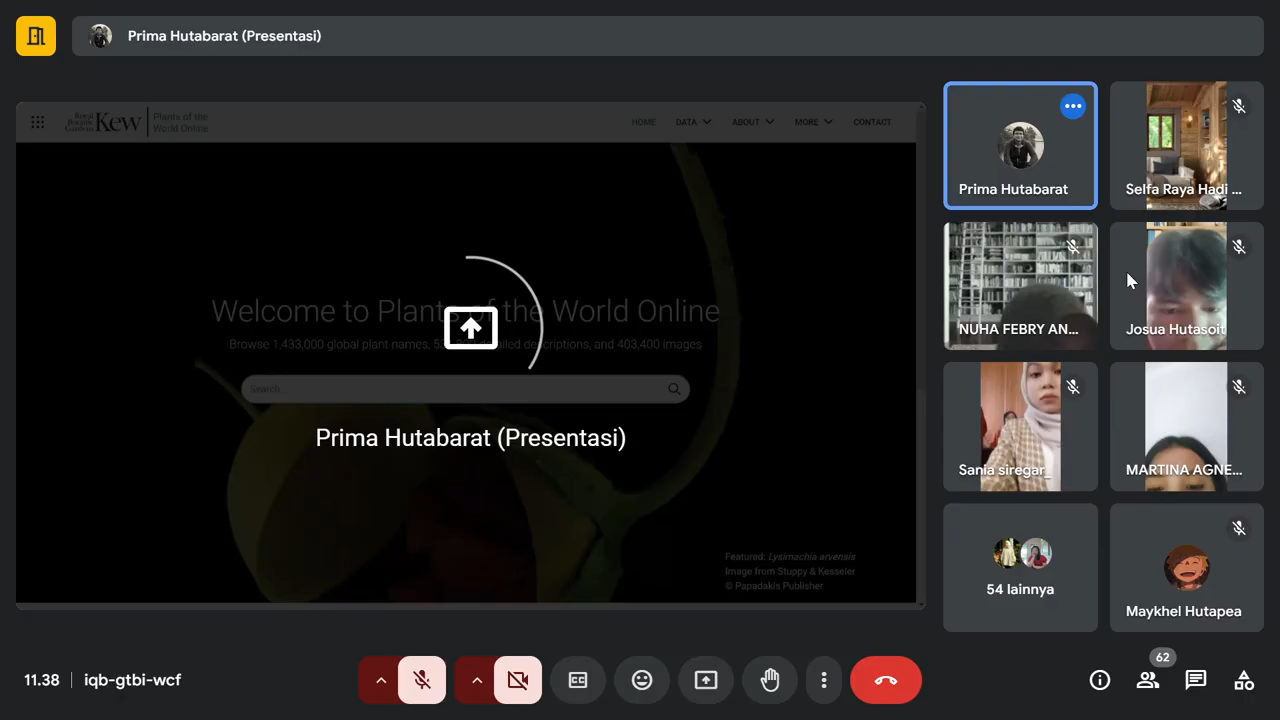 Prima Hutabarat (Presentasi)
Royal
Botanic
Gardens
Kew
Plants of the
World Online
HOME
DATA
ABOUT
MORE
CONTACT
Welcome to Plants of the World Online
Browse 1,433,000 global plant names, detailed descriptions, and 403,400 images
Search...
Prima Hutabarat (Presentasi)
Featured: Lysimachia arvensis
Image from Stuppy & Kesseler
© Papadakis Publisher
Prima Hutabarat
Selfa Raya Hadi ...
NUHA FEBRY AN...
Josua Hutasoit
Sania siregar_
MARTINA AGNE...
54 lainnya
Maykhel Hutapea
11.38
iqb-gtbi-wcf
CC
62